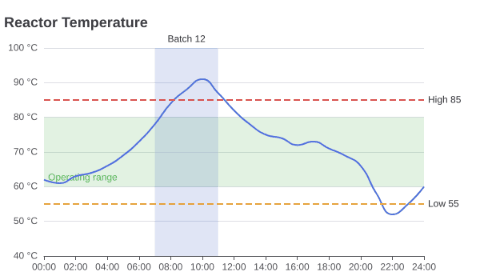 Reactor Temperature
Batch 12
100 °C
90 °C
High 85
80 °C
70 °C
Operating range
60 °C
Low 55
50 °C
40 °C
00:00 02:00 04:00 06:00 08:00 10:00 12:00 14:00 16:00 18:00 20:00 22:00 24:00